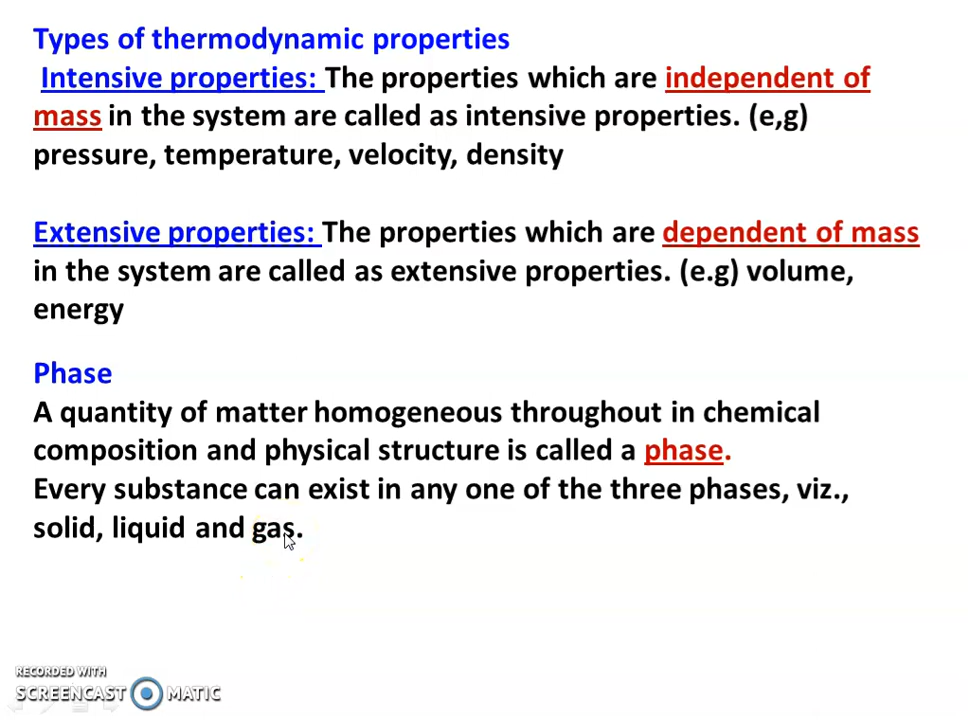 Types of thermodynamic properties
Intensive properties: The properties which are independent of
mass in the system are called as intensive properties. (e,g)
pressure, temperature, velocity, density
Extensive properties: The properties which are dependent of mass
in the system are called as extensive properties. (e.g) volume,
energy
Phase
A quantity of matter homogeneous throughout in chemical
composition and physical structure is called a phase.
Every substance can exist in any one of the three phases, viz.,
solid, liquid and gas.
RECORDED WITH
SCREENCAST MATIC